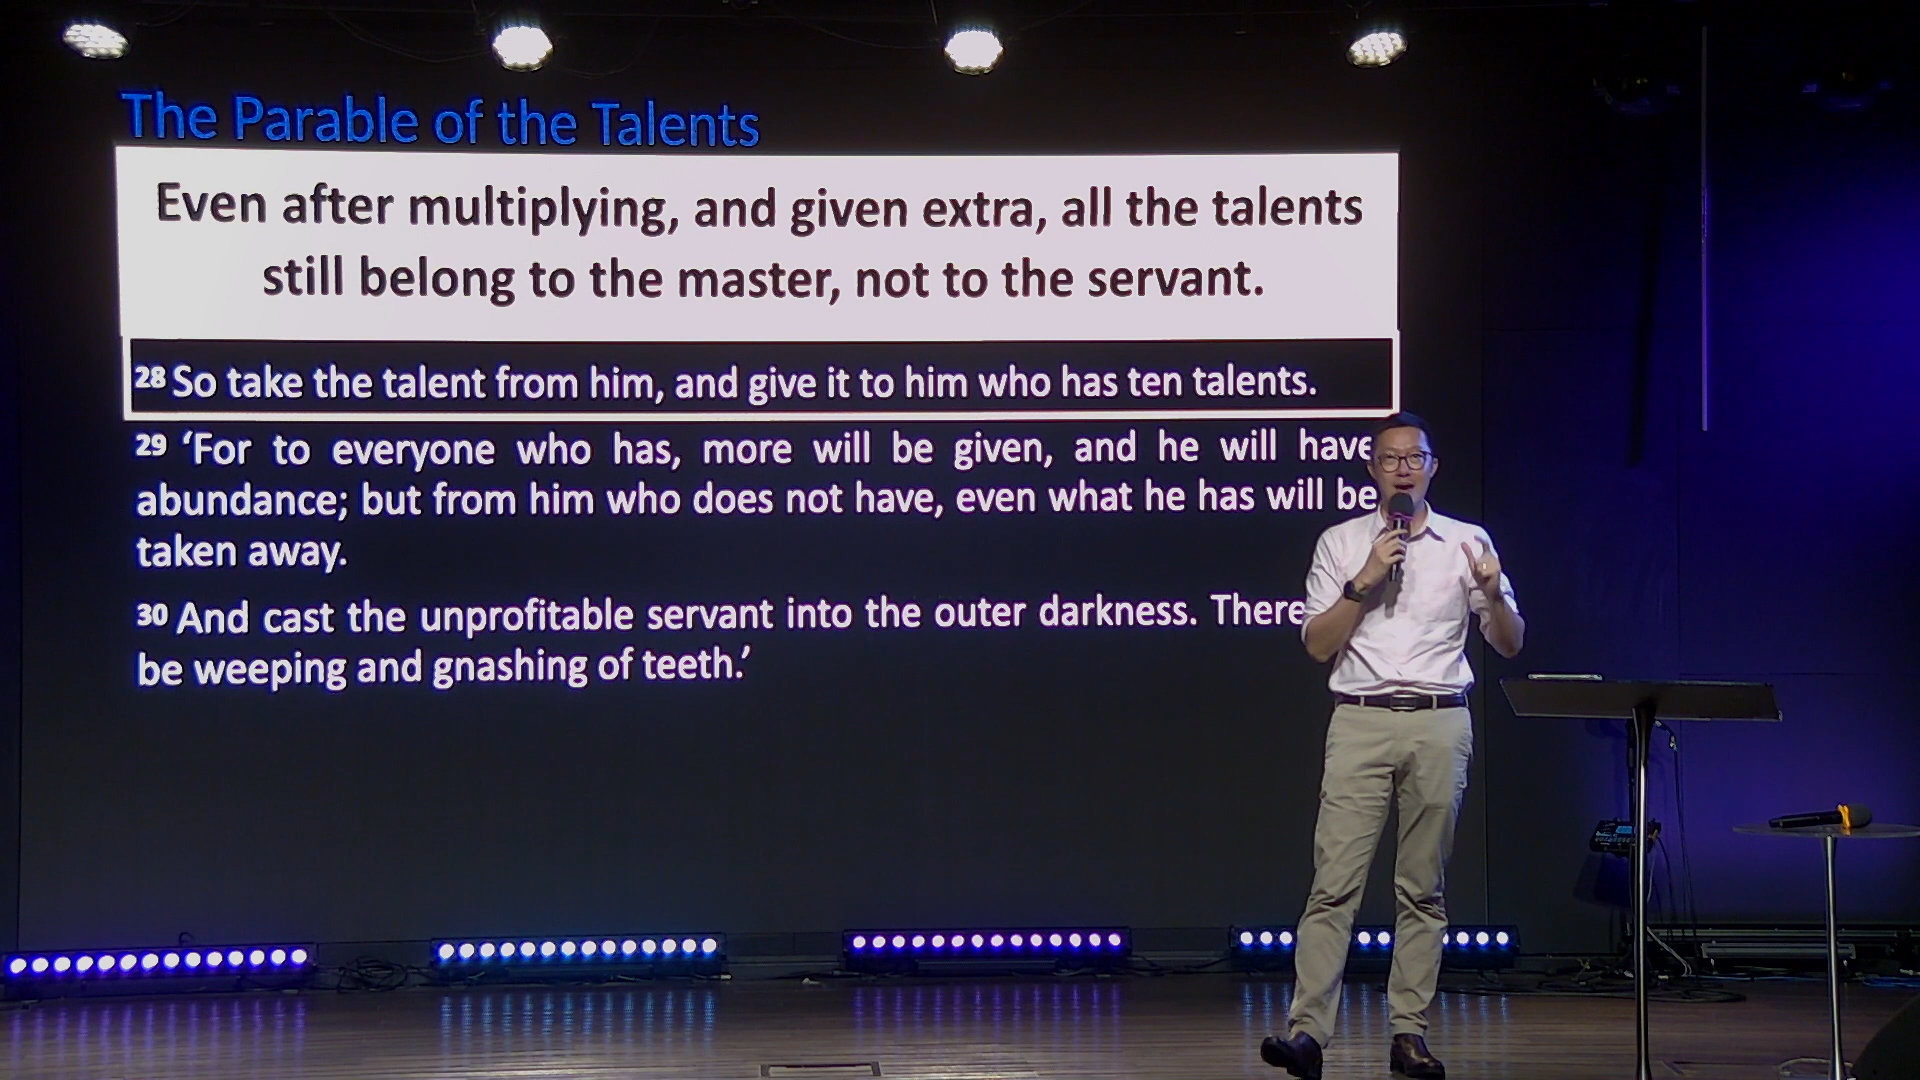 The Parable of the Talents
Even after multiplying, and given extra, all the talents
still belong to the master, not to the servant.
28 So take the talent from him, and give it to him who has ten talents.
29 ‘For to everyone who has, more will be given, and he will have
abundance; but from him who does not have, even what he has will be
taken away.
30 And cast the unprofitable servant into the outer darkness. There
be weeping and gnashing of teeth.’